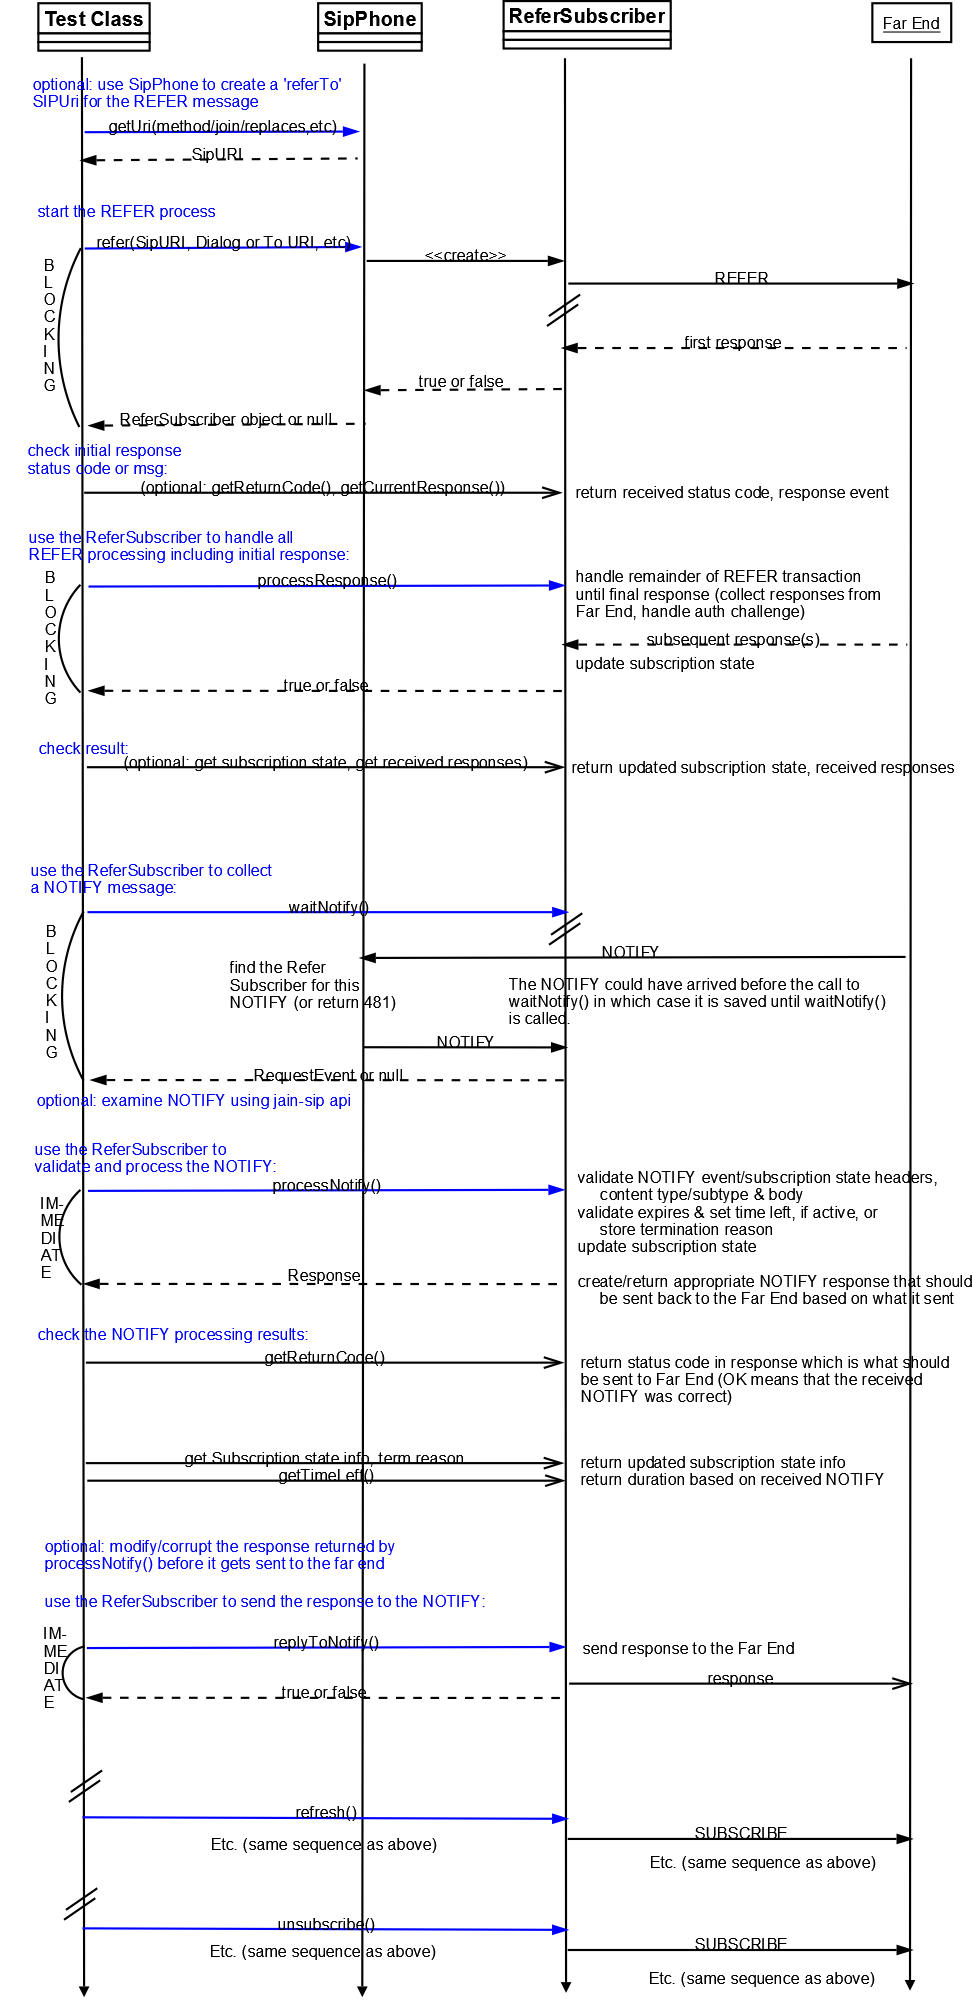 Test Class
SipPhone
ReferSubscriber
Far End
optional: use SipPhone to create a 'referTo'
SIPUri for the REFER message
getUri(method/join/replaces,etc)
SipURI
start the REFER process
refer(SipURI, Dialog or To URI, etc)
BLOCKING
<<create>>
REFER
first response
true or false
ReferSubscriber object or null
check initial response
status code or msg:
(optional: getReturnCode(), getCurrentResponse())
return received status code, response event
use the ReferSubscriber to handle all
REFER processing including initial response:
BLOCKING
processResponse()
handle remainder of REFER transaction
until final response (collect responses from
Far End, handle auth challenge)
subsequent response(s)
update subscription state
true or false
check result:
(optional: get subscription state, get received responses)
return updated subscription state, received responses
use the ReferSubscriber to collect
a NOTIFY message:
BLOCKING
waitNotify()
NOTIFY
find the Refer
Subscriber for this
NOTIFY (or return 481)
The NOTIFY could have arrived before the call to
waitNotify() in which case it is saved until waitNotify()
is called.
NOTIFY
RequestEvent or null
optional: examine NOTIFY using jain-sip api
use the ReferSubscriber to
validate and process the NOTIFY:
IM-
ME
DI
AT
E
processNotify()
validate NOTIFY event/subscription state headers,
content type/subtype & body
validate expires & set time left, if active, or
store termination reason
update subscription state
Response
create/return appropriate NOTIFY response that should
be sent back to the Far End based on what it sent
check the NOTIFY processing results:
getReturnCode()
return status code in response which is what should
be sent to Far End (OK means that the received
NOTIFY was correct)
get Subscription state info, term reason
return updated subscription state info
getTimeLeft()
return duration based on received NOTIFY
optional: modify/corrupt the response returned by
processNotify() before it gets sent to the far end
use the ReferSubscriber to send the response to the NOTIFY:
IM-
ME
DI
AT
E
replyToNotify()
send response to the Far End
response
true or false
refresh()
Etc. (same sequence as above)
SUBSCRIBE
Etc. (same sequence as above)
unsubscribe()
Etc. (same sequence as above)
SUBSCRIBE
Etc. (same sequence as above)